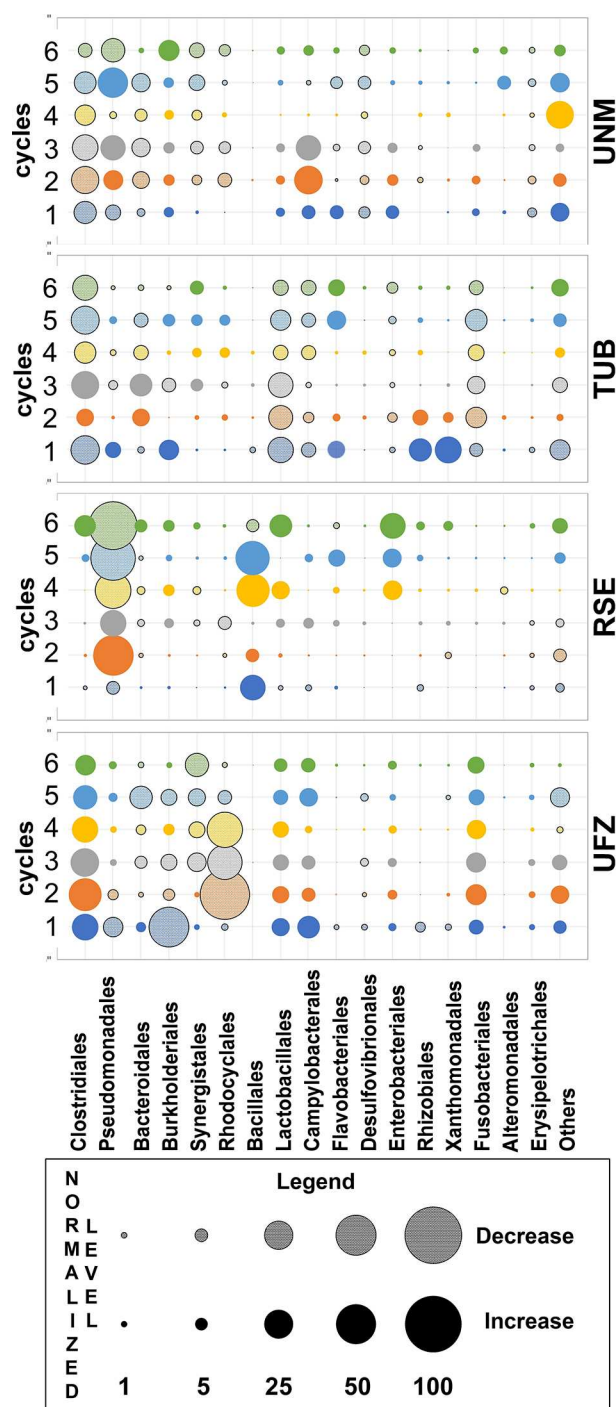 "
6
5
4
3
2
1
"
cycles
UNM
"
6
5
4
3
2
1
"
cycles
TUB
"
6
5
4
3
2
1
"
cycles
RSE
"
6
5
4
3
2
1
"
cycles
UFZ
Clostridiales
Pseudomonadales
Bacteroidales
Burkholderiales
Synergistales
Rhodocyclales
Bacillales
Lactobacillales
Campylobacterales
Flavobacteriales
Desulfovibrionales
Enterobacteriales
Rhizobiales
Xanthomonadales
Fusobacteriales
Alteromonadales
Erysipelotrichales
Others
Legend
NORMALIZED
LEVEL
Decrease
Increase
1 5 25 50 100